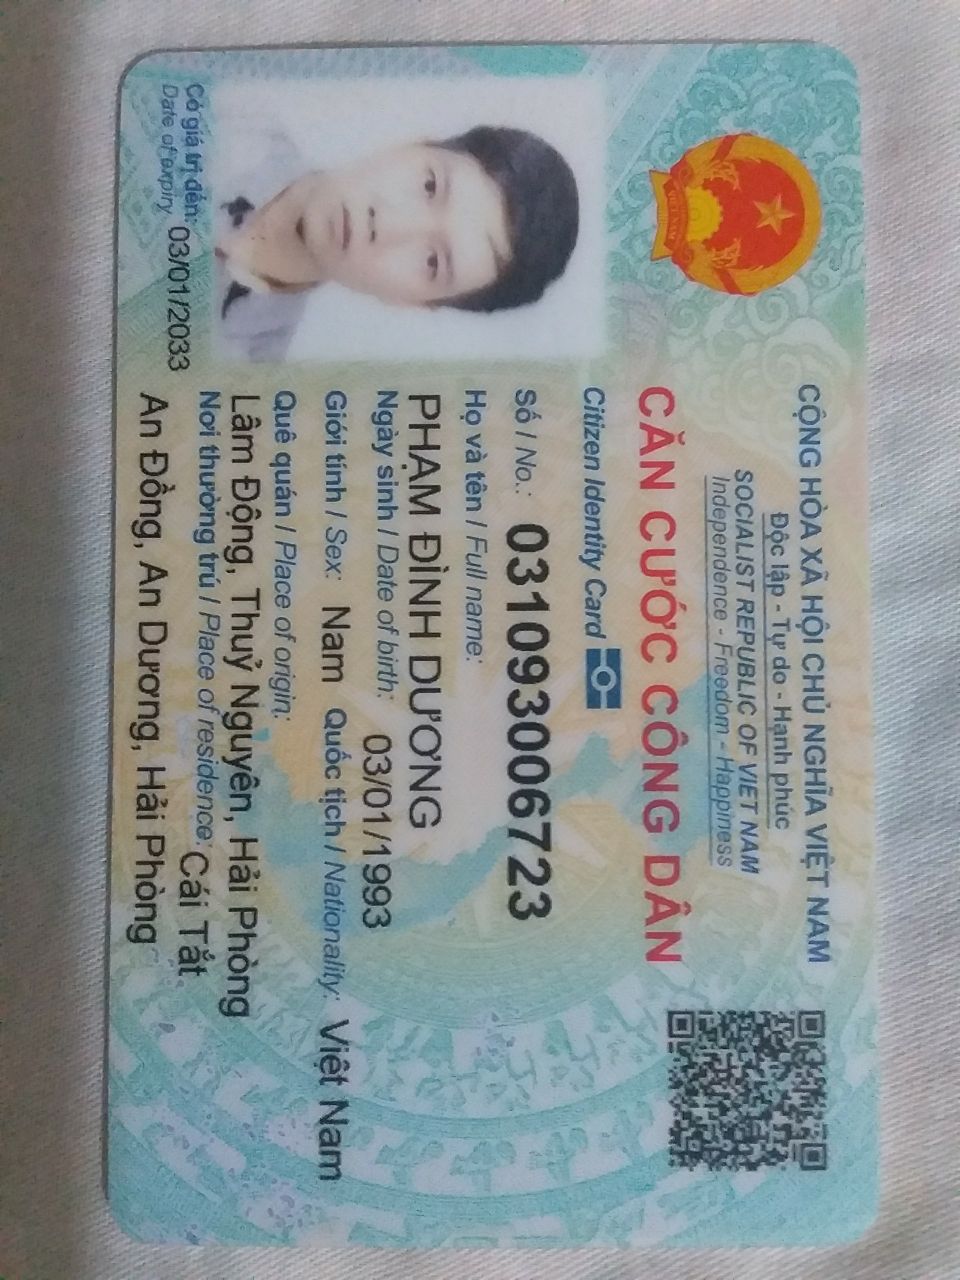 CỘNG HÒA XÃ HỘI CHỦ NGHĨA VIỆT NAM
Độc lập - Tự do - Hạnh phúc
SOCIALIST REPUBLIC OF VIET NAM
Independence - Freedom - Happiness
CĂN CƯỚC CÔNG DÂN
Citizen Identity Card
Số / No.: 031093006723
Họ và tên / Full name:
PHẠM ĐÌNH DƯƠNG
Ngày sinh / Date of birth: 03/01/1993
Giới tính / Sex: Nam Quốc tịch / Nationality: Việt Nam
Quê quán / Place of origin:
Lâm Động, Thuỷ Nguyên, Hải Phòng
Nơi thường trú / Place of residence: Cái Tắt
An Đồng, An Dương, Hải Phòng
Có giá trị đến: 03/01/2033
Date of expiry
VIỆT NAM